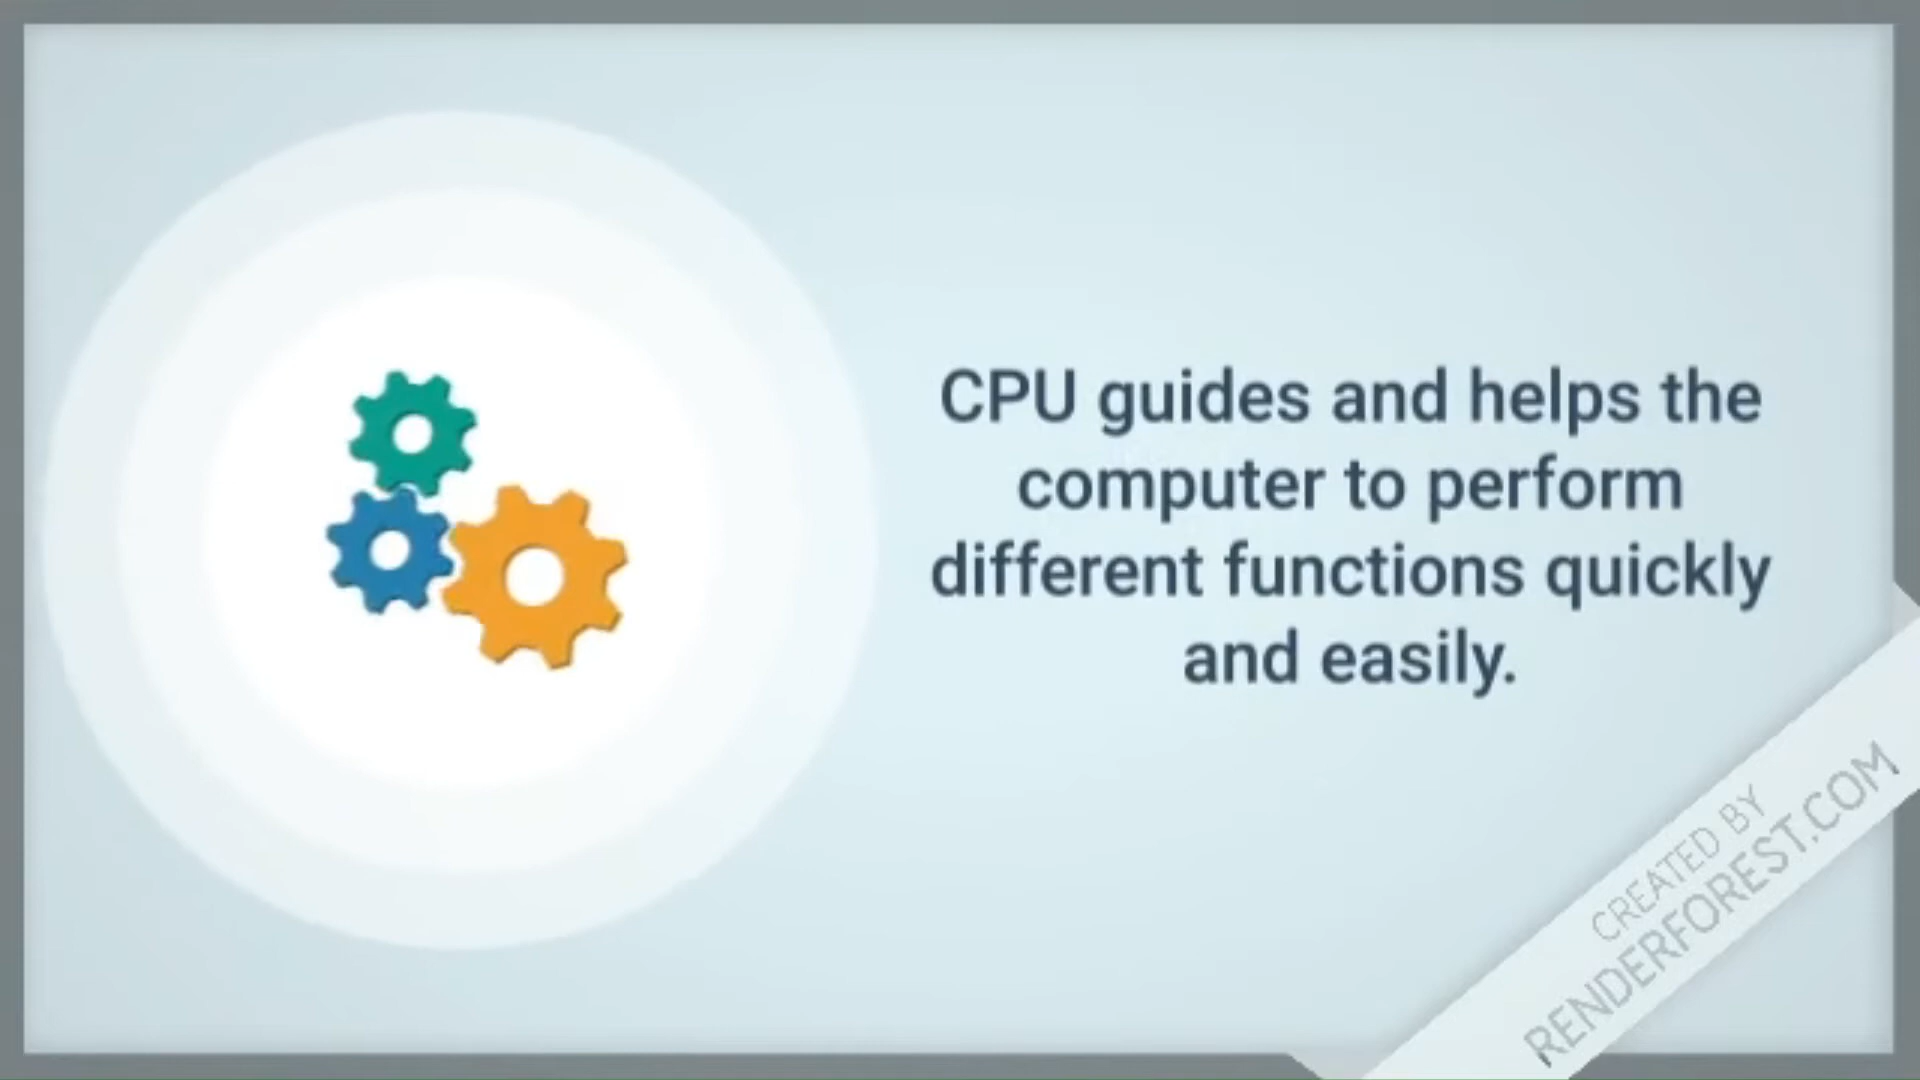 CPU guides and helps the
computer to perform
different functions quickly
and easily.
CREATED BY
RENDERFOREST.COM